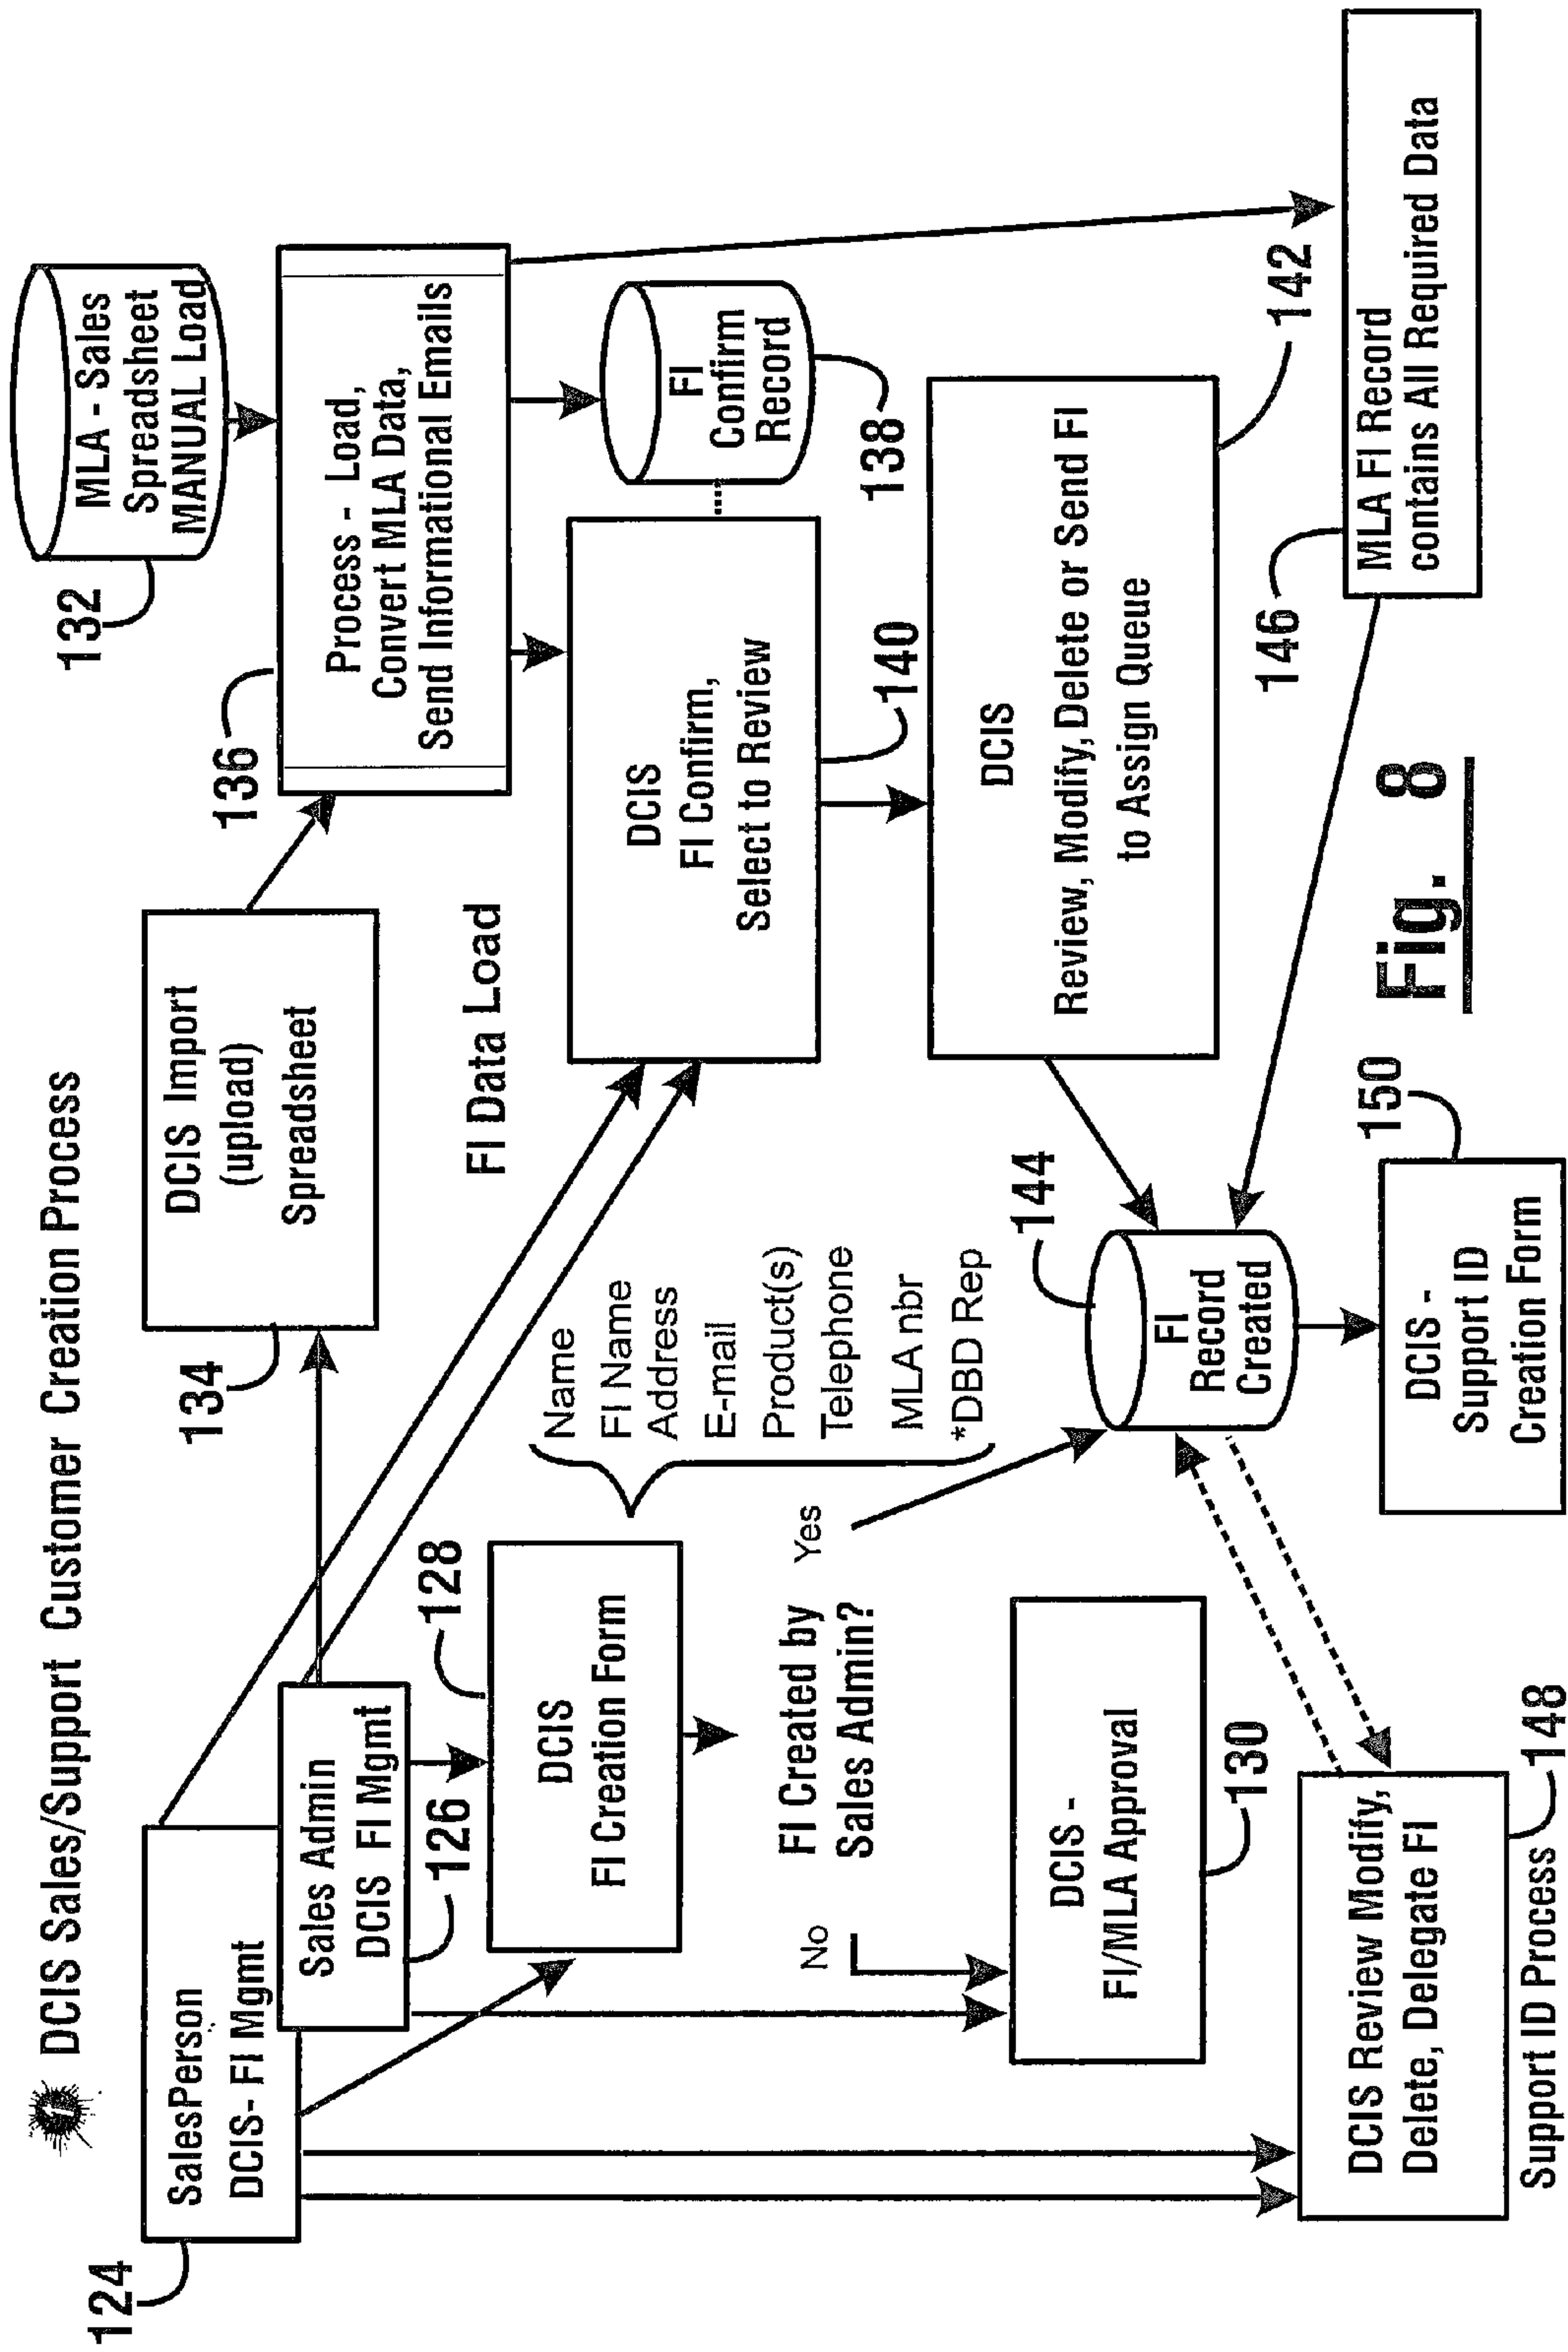 DCIS Sales/Support Customer Creation Process
124
SalesPerson
DCIS- FI Mgmt
Sales Admin
DCIS FI Mgmt
126
134
DCIS Import
(upload)
Spreadsheet
132
MLA - Sales
Spreadsheet
MANUAL Load
136
Process - Load,
Convert MLA Data,
Send Informational Emails
FI Data Load
128
DCIS
FI Creation Form
Name
FI Name
Address
E-mail
Product(s)
Telephone
MLA nbr
*DBD Rep
DCIS
FI Confirm,
Select to Review
140
FI
Confirm
Record
138
FI Created by
Sales Admin?
Yes
No
DCIS -
FI/MLA Approval
130
DCIS
Review, Modify, Delete or Send FI
to Assign Queue
142
144
FI
Record
Created
146
MLA FI Record
contains All Required Data
DCIS Review Modify,
Delete, Delegate FI
148
Support ID Process
150
DCIS -
Support ID
Creation Form
Fig. 8